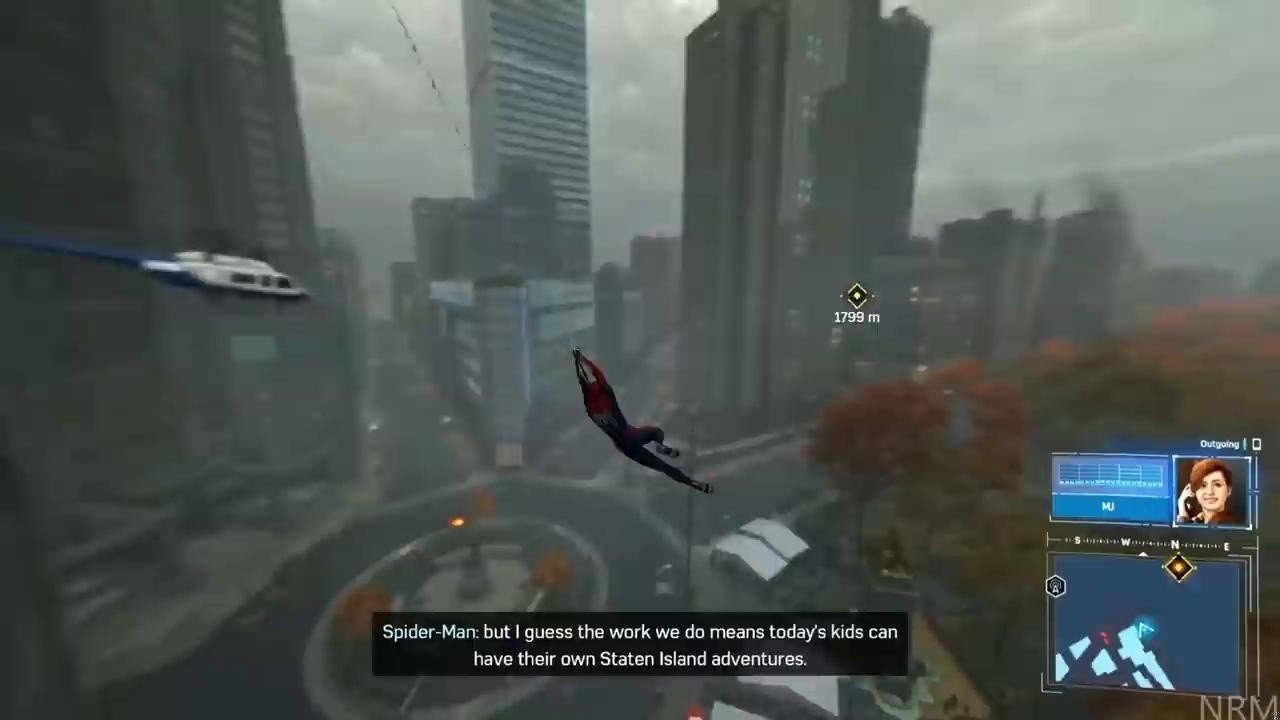 1799 m
Outgoing
MJ
S W N E
Spider-Man: but I guess the work we do means today's kids can
have their own Staten Island adventures.
NRM